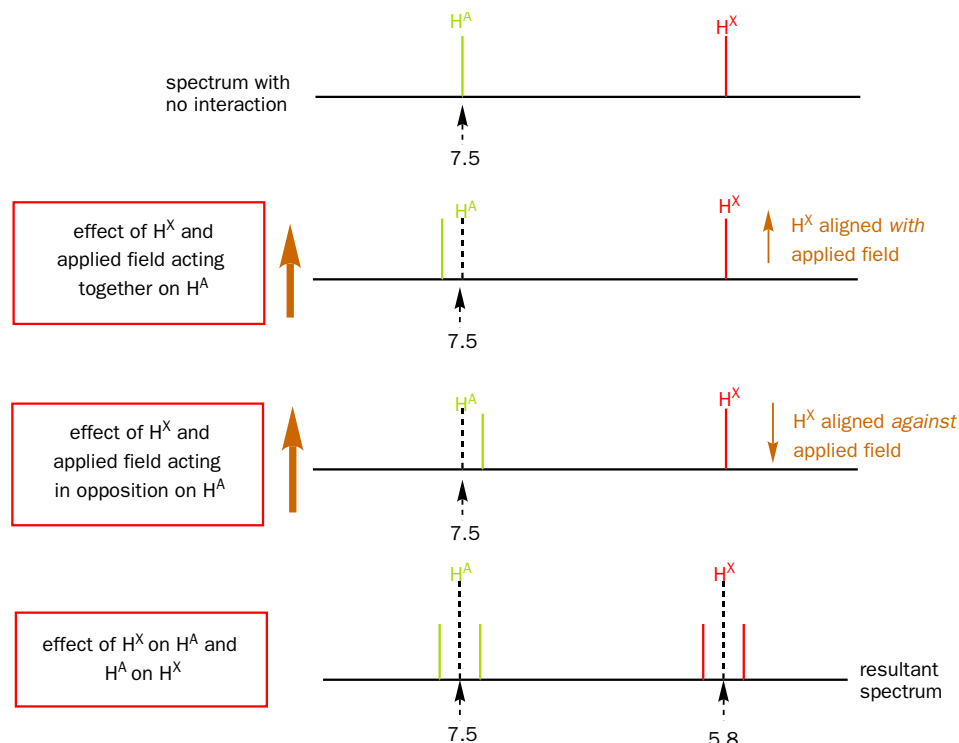 H^A
H^X
spectrum with
no interaction
7.5
effect of H^X and
applied field acting
together on H^A
H^A
H^X
H^X aligned with
applied field
7.5
effect of H^X and
applied field acting
in opposition on H^A
H^A
H^X
H^X aligned against
applied field
7.5
effect of H^X on H^A and
H^A on H^X
H^A
H^X
resultant
spectrum
7.5
5.8